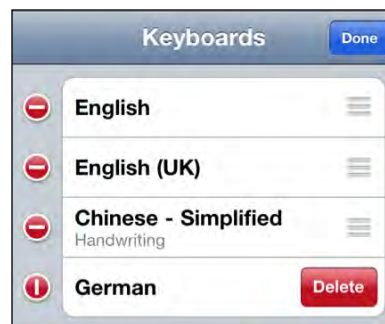 Keyboards
Done
English
English (UK)
Chinese - Simplified
Handwriting
German
Delete